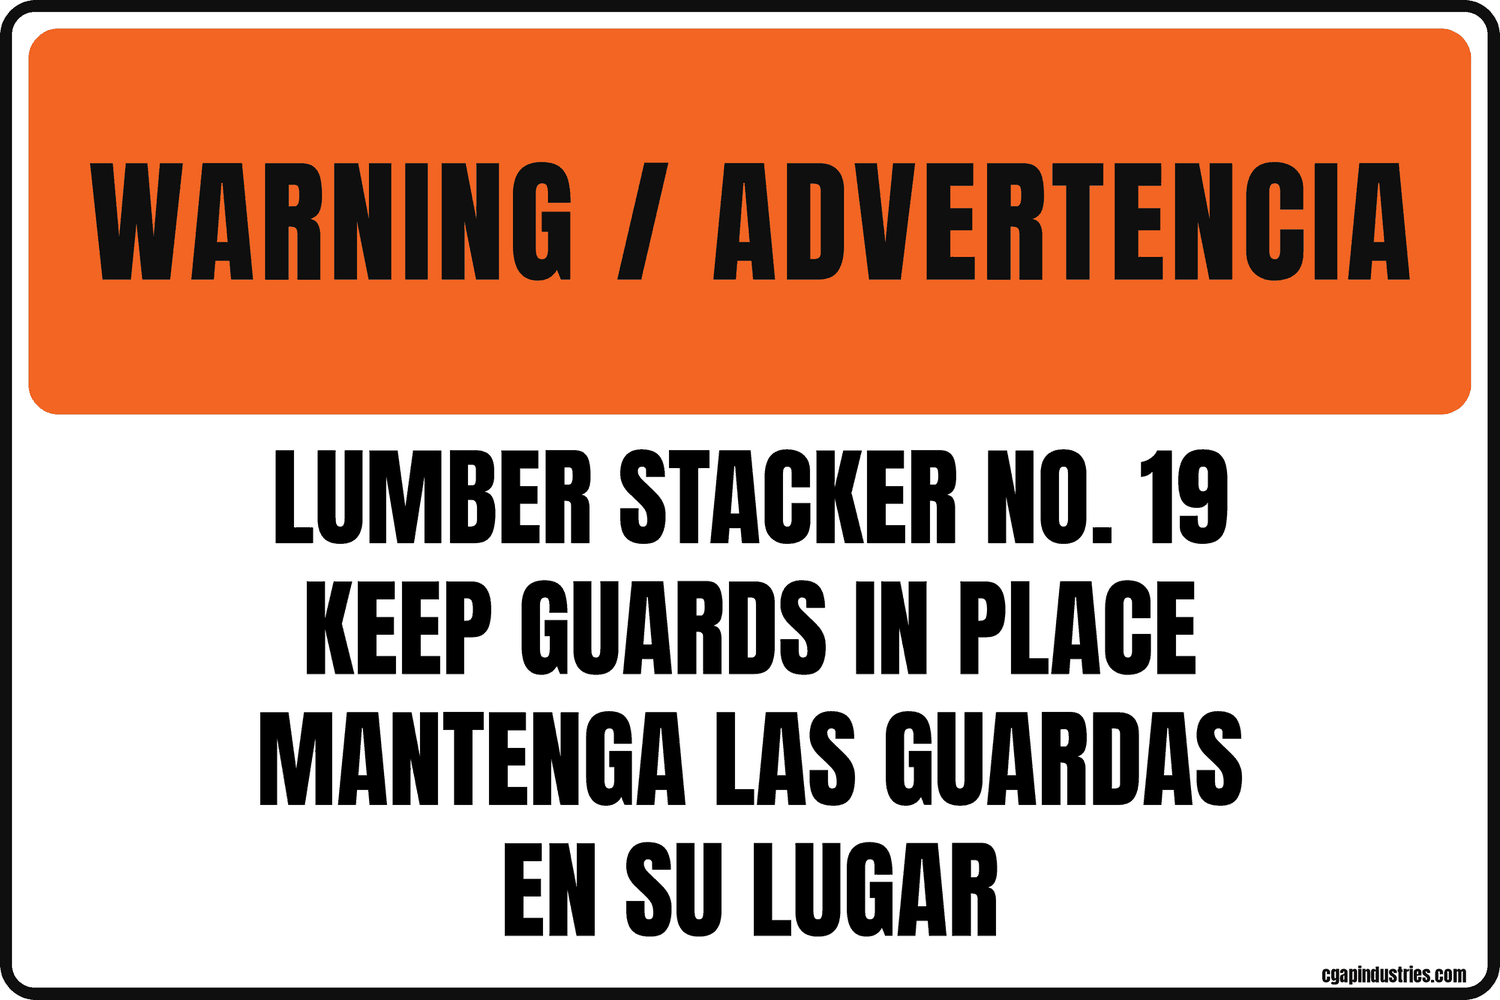 WARNING / ADVERTENCIA
LUMBER STACKER NO. 19
KEEP GUARDS IN PLACE
MANTENGA LAS GUARDAS
EN SU LUGAR
cgapindustries.com